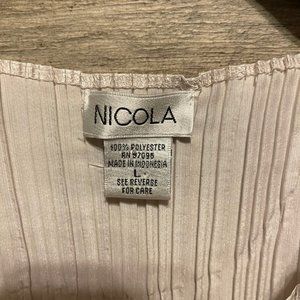 NICOLA
100% POLYESTER
RN 97095
MADE IN INDONESIA
L
SEE REVERSE
FOR CARE